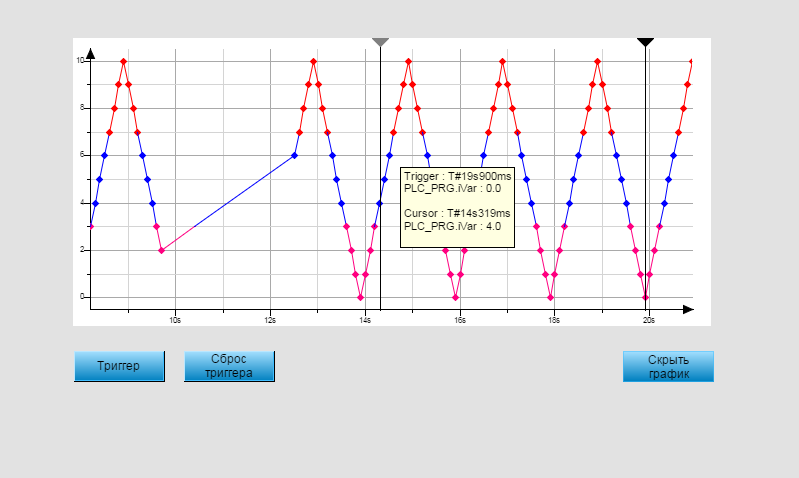 10
8
6
4
2
0
Trigger : T#19s900ms
PLC_PRG.iVar : 0.0
Cursor : T#14s319ms
PLC_PRG.iVar : 4.0
10s
12s
14s
16s
18s
20s
Триггер
Сброс
триггера
Скрыть
график